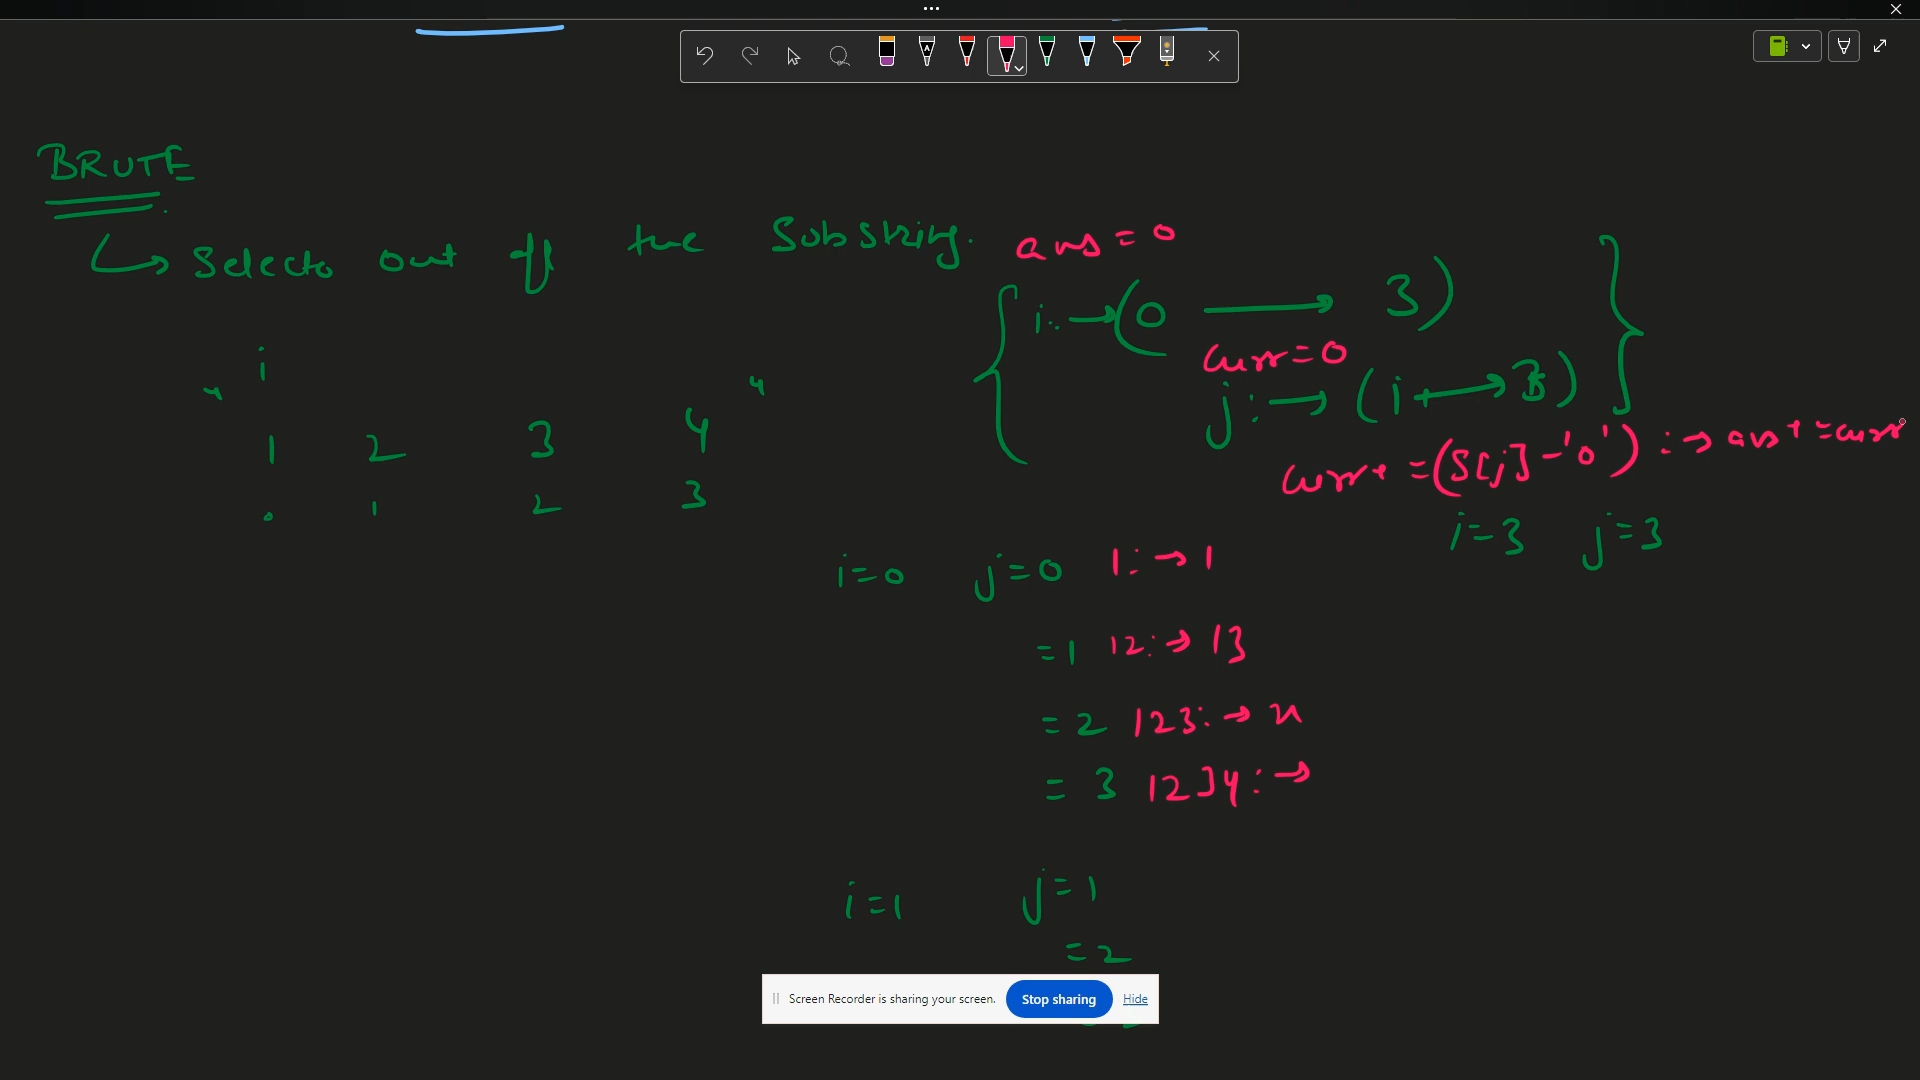 BRUTE
↳ Selecto out of the Substring. ans = 0
i: → (0 → 3)
curr = 0
i
j: → (i → 3)
" 1 2 3 4 "
curr + = (S[j] - '0') : → ans + = curr
0 1 2 3
i = 3 j = 3
i = 0 j = 0 1: → 1
= 1 12: → 13
= 2 123: → x
= 3 1234: →
i = 1 j = 1
= 2
Screen Recorder is sharing your screen. Stop sharing Hide